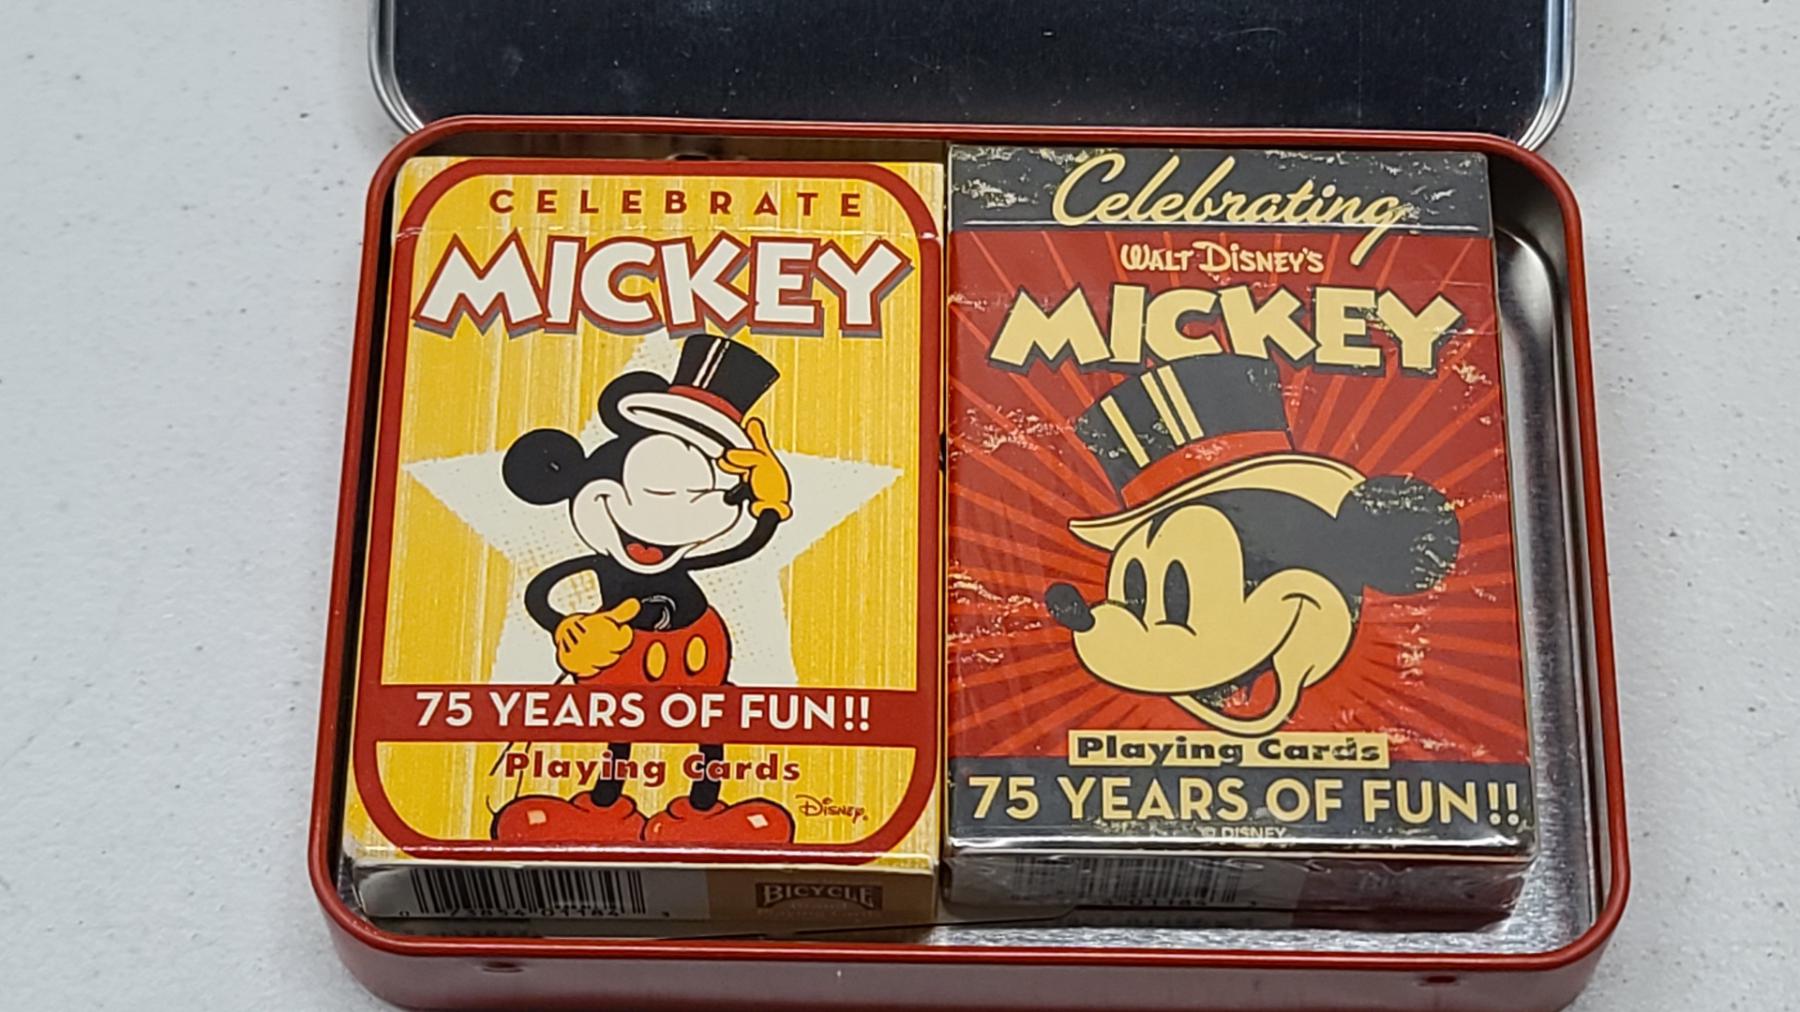 CELEBRATE
MICKEY
75 YEARS OF FUN!!
Playing Cards
Disney
BICYCLE
Celebrating
WALT DISNEY'S
MICKEY
Playing Cards
75 YEARS OF FUN!!
© DISNEY